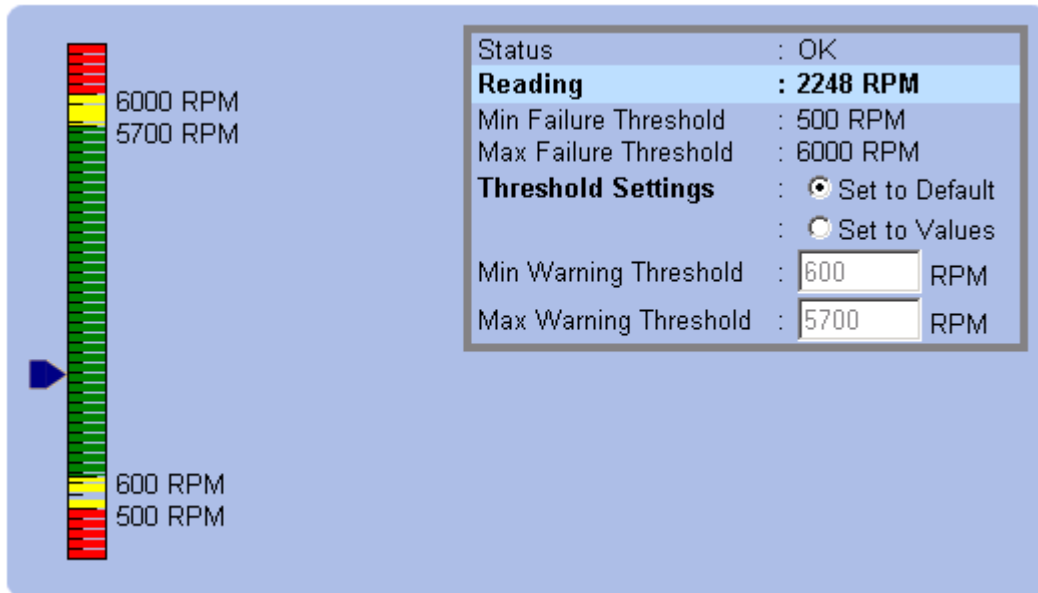 6000 RPM
5700 RPM
600 RPM
500 RPM
Status : OK
Reading : 2248 RPM
Min Failure Threshold : 500 RPM
Max Failure Threshold : 6000 RPM
Threshold Settings : Set to Default
: Set to Values
Min Warning Threshold : 600 RPM
Max Warning Threshold : 5700 RPM